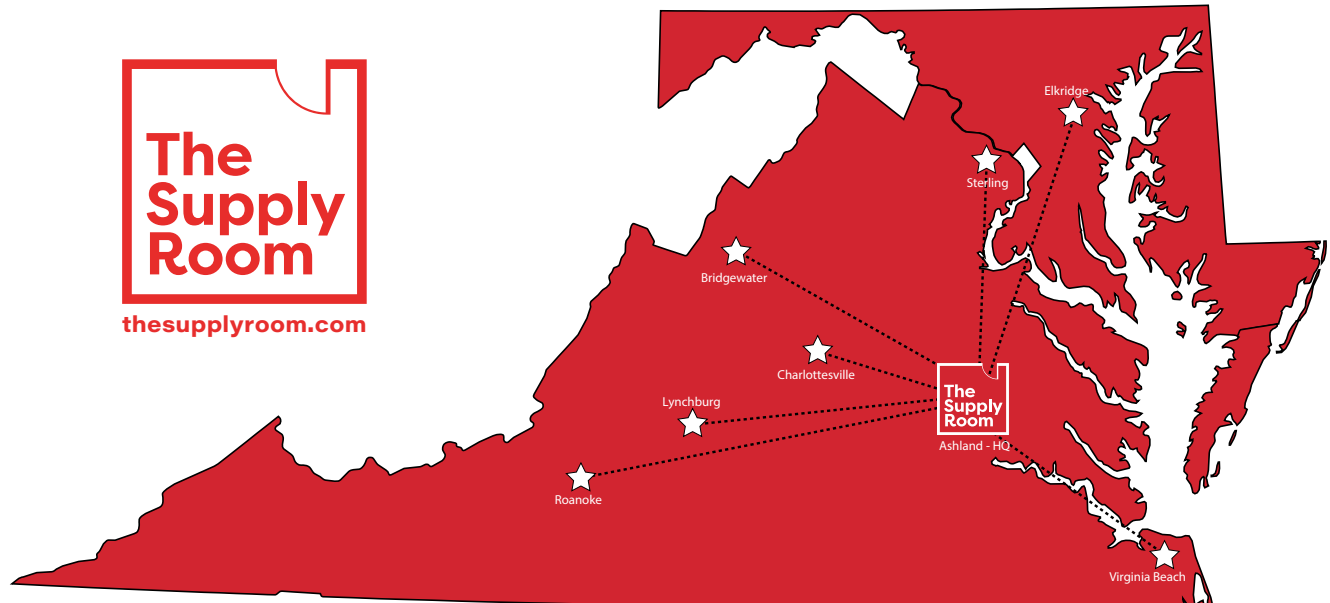 The
Supply
Room
thesupplyroom.com
Elkridge
Sterling
Bridgewater
Charlottesville
Lynchburg
The
Supply
Room
Ashland - HQ
Roanoke
Virginia Beach